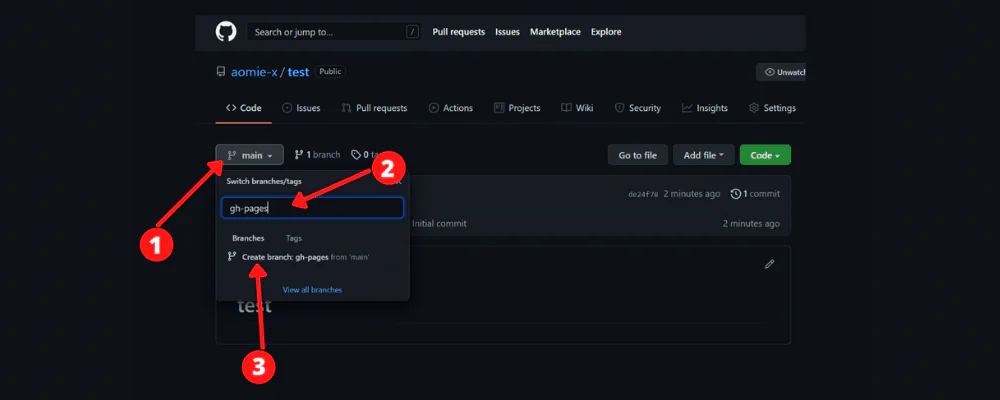 Search or jump to... / Pull requests Issues Marketplace Explore
aomie-x / test Public Unwatch
Code Issues Pull requests Actions Projects Wiki Security Insights Settings
main 1 branch 0 Go to file Add file Code
2
Switch branches/tags
de24f78 2 minutes ago 1 commit
gh-pages
Initial commit 2 minutes ago
1
Branches Tags
Create branch: gh-pages from 'main'
View all branches
test
3